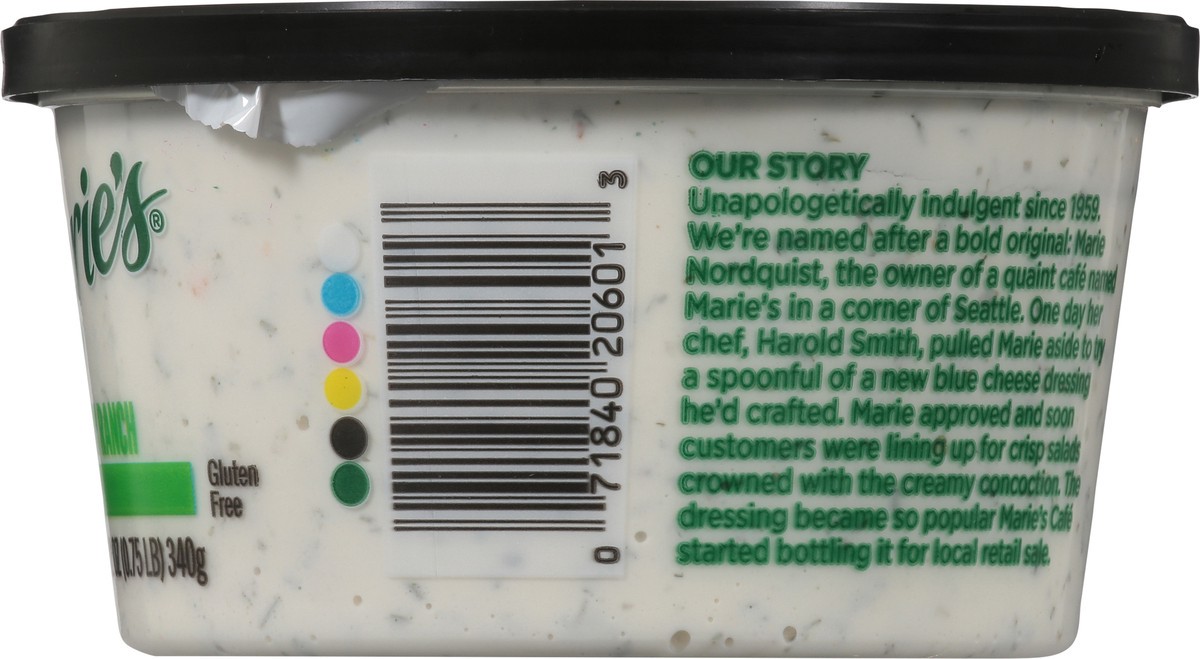 rie's®
RANCH
Gluten
Free
OZ (0.75 LB) 340g
0 71840 20601 3
OUR STORY
Unapologetically indulgent since 1959.
We're named after a bold original: Marie
Nordquist, the owner of a quaint café named
Marie's in a corner of Seattle. One day her
chef, Harold Smith, pulled Marie aside to try
a spoonful of a new blue cheese dressing
he'd crafted. Marie approved and soon
customers were lining up for crisp salads
crowned with the creamy concoction. The
dressing became so popular Marie's Café
started bottling it for local retail sale.